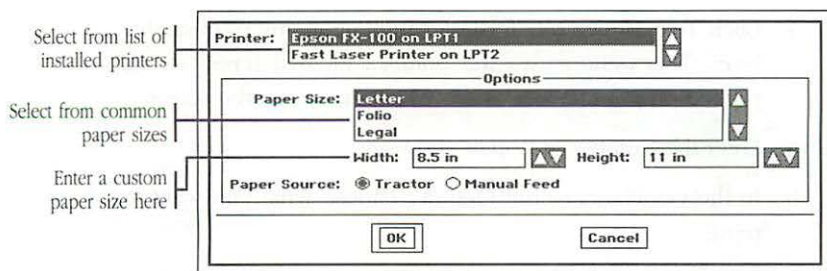 Select from list of
installed printers
Printer: Epson FX-100 on LPT1
Fast Laser Printer on LPT2
Options
Select from common
paper sizes
Paper Size: Letter
Folio
Legal
Enter a custom
paper size here
Width: 8.5 in Height: 11 in
Paper Source: Tractor Manual Feed
OK Cancel